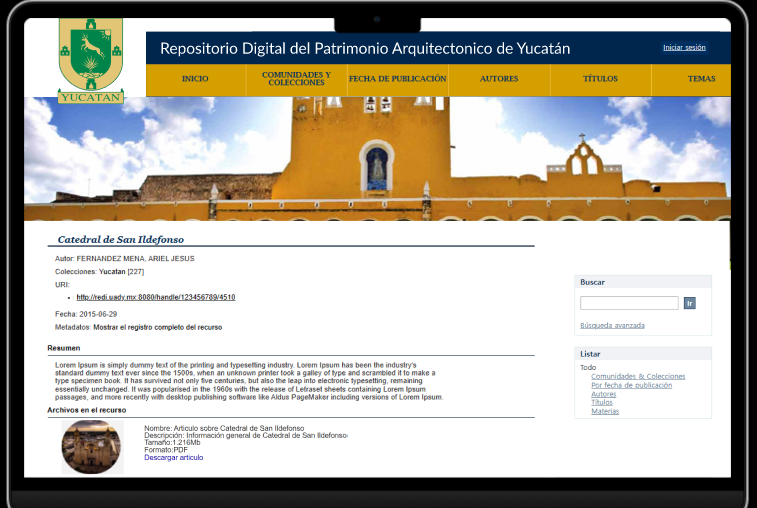 YUCATAN
Repositorio Digital del Patrimonio Arquitectonico de Yucatán
Iniciar sesión
INICIO
COMUNIDADES Y
COLECCIONES
FECHA DE PUBLICACIÓN
AUTORES
TÍTULOS
TEMAS
Catedral de San Ildefonso
Autor: FERNANDEZ MENA, ARIEL JESUS
Colecciones: Yucatan [227]
URI:
http://redi.uady.mx:8080/handle/123456789/4510
Fecha: 2015-06-29
Metadatos: Mostrar el registro completo del recurso
Resumen
Lorem Ipsum is simply dummy text of the printing and typesetting industry. Lorem Ipsum has been the industry's
standard dummy text ever since the 1500s, when an unknown printer took a galley of type and scrambled it to make a
type specimen book. It has survived not only five centuries, but also the leap into electronic typesetting, remaining
essentially unchanged. It was popularised in the 1960s with the release of Letraset sheets containing Lorem Ipsum
passages, and more recently with desktop publishing software like Aldus PageMaker including versions of Lorem Ipsum.
Archivos en el recurso
Nombre: Articulo sobre Catedral de San Ildefonso
Descripción: Información general de Catedral de San Ildefonso
Tamaño:1.216Mb
Formato:PDF
Descargar articulo
Buscar
Ir
Búsqueda avanzada
Listar
Todo
Comunidades & Colecciones
Por fecha de publicación
Autores
Títulos
Materias